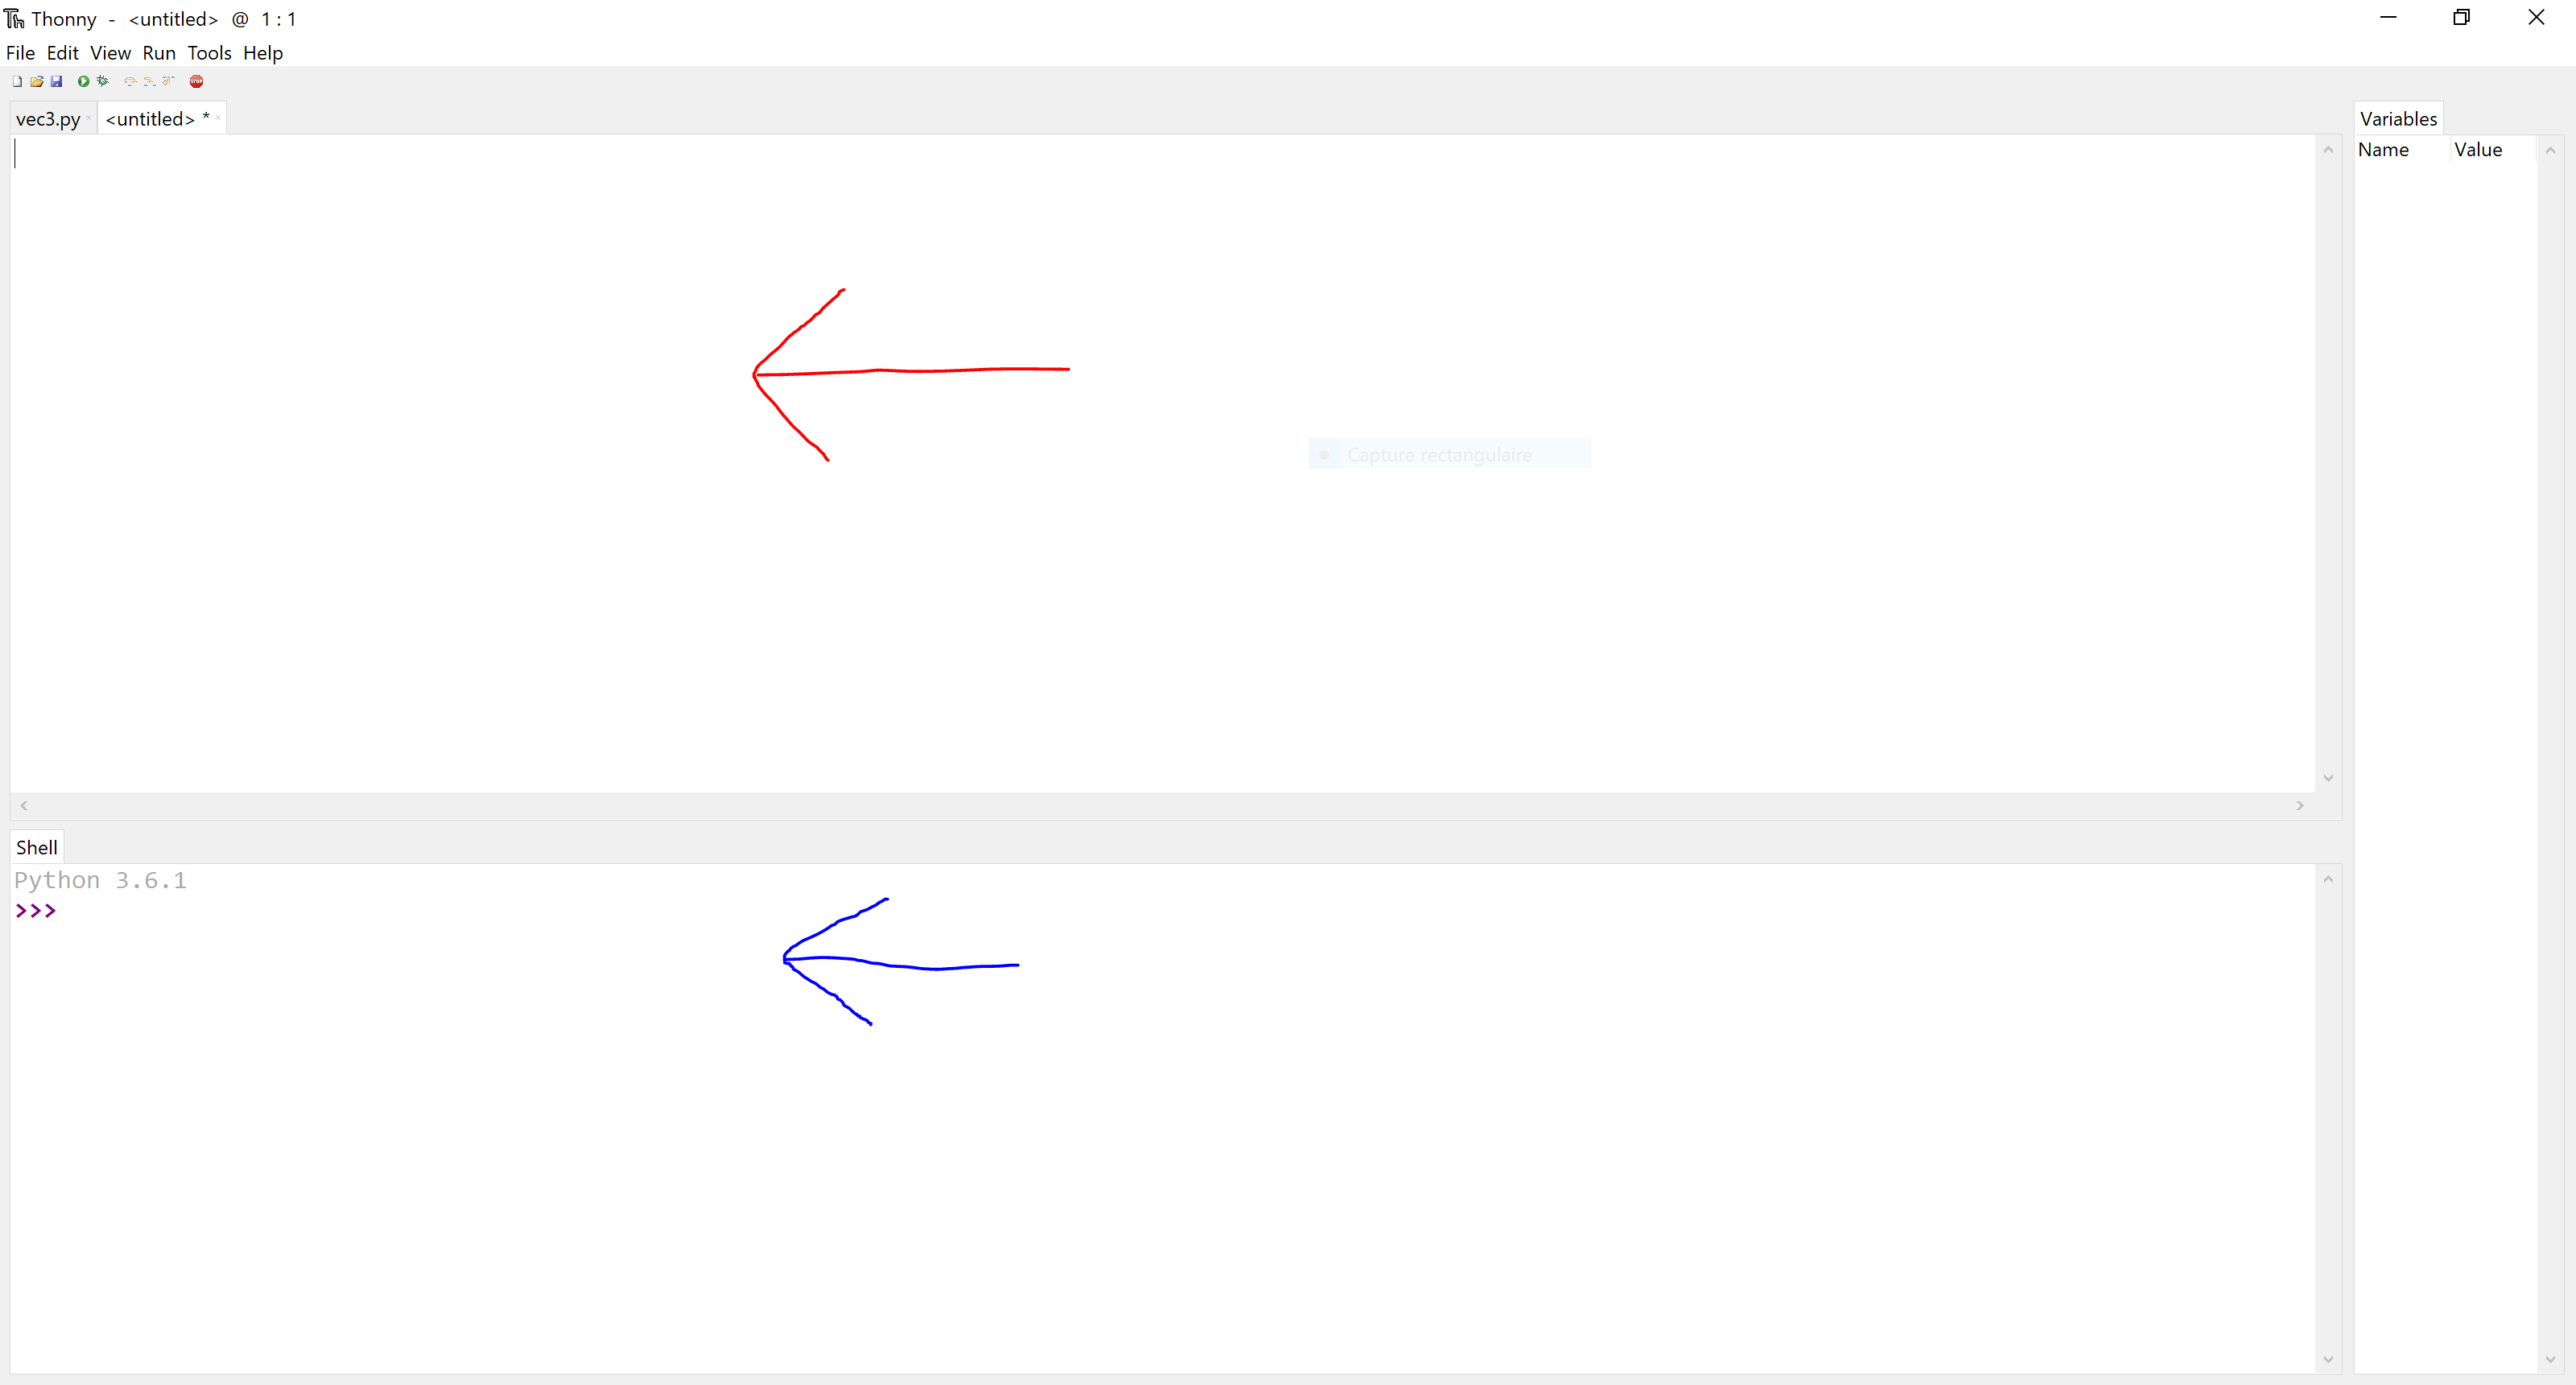 Thonny - <untitled> @ 1 : 1
File Edit View Run Tools Help
STOP
vec3.py <untitled> *
Variables
Name Value
Capture rectangulaire
Shell
Python 3.6.1
>>>